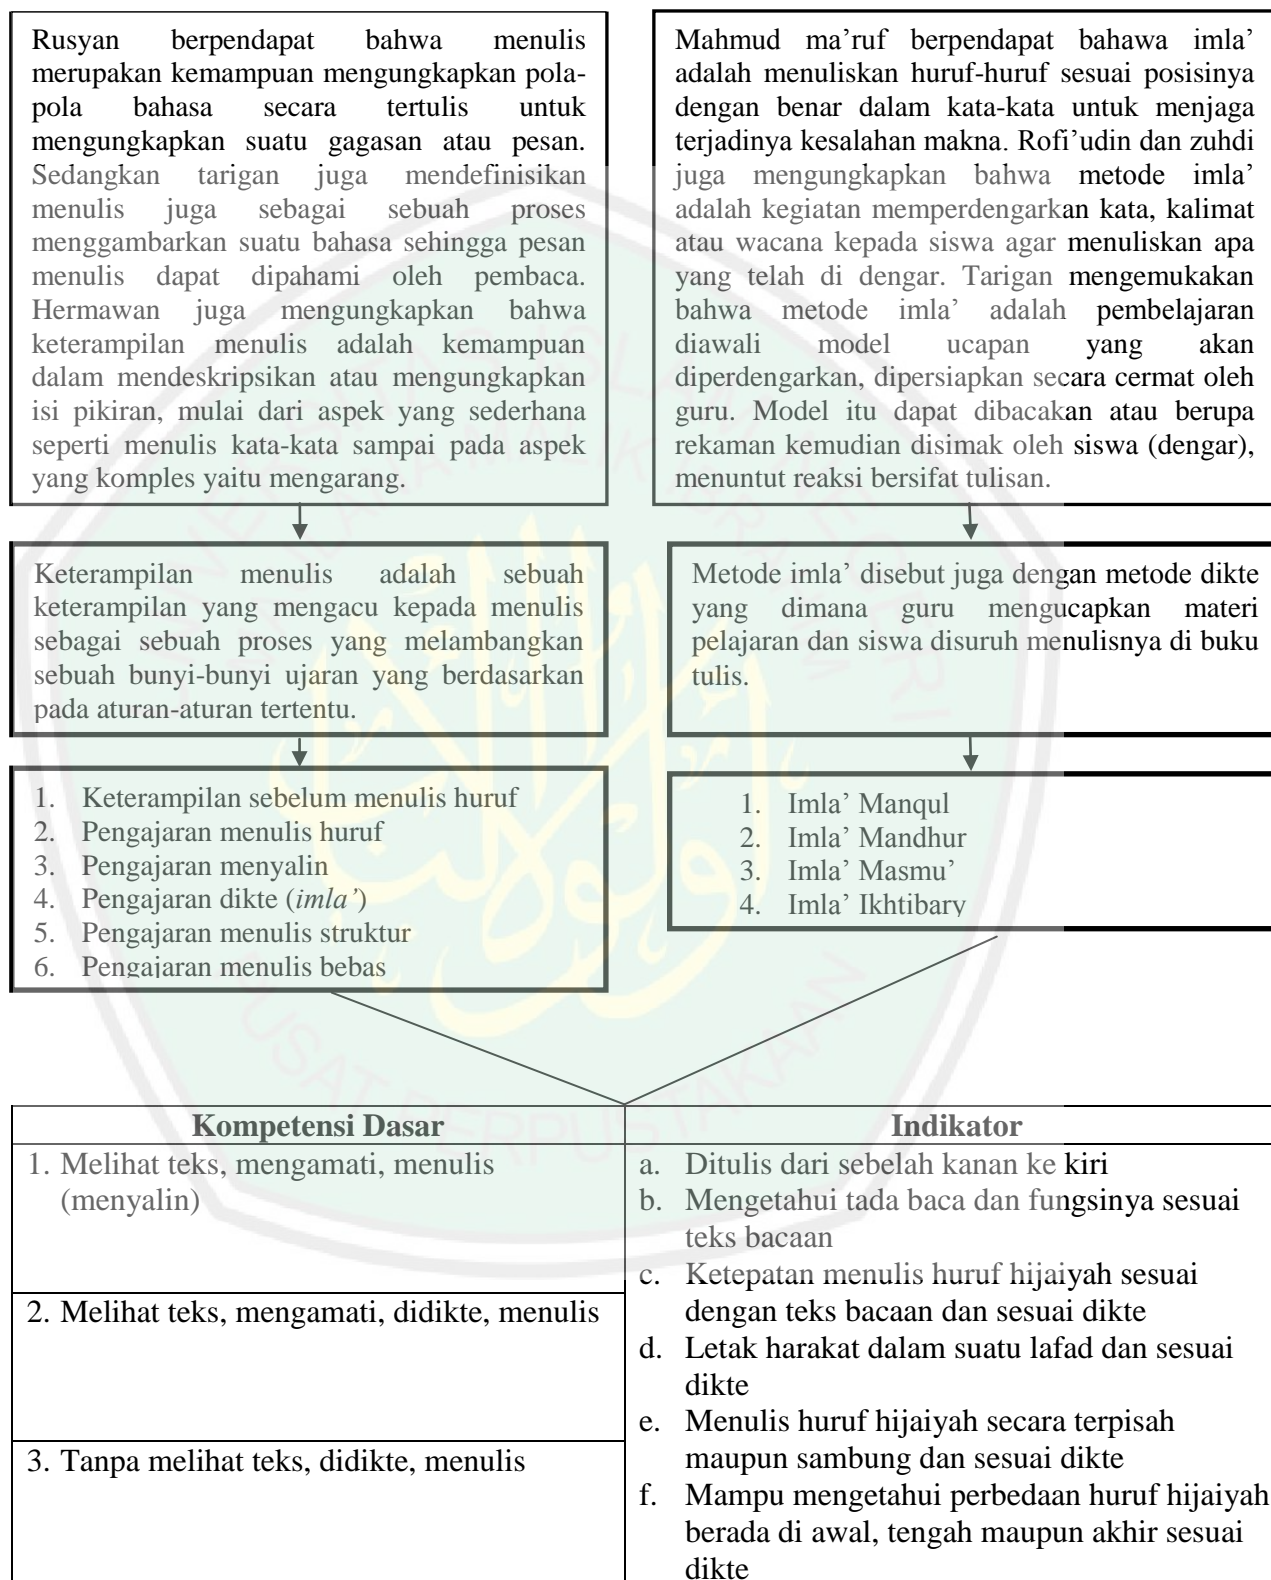 Rusyan berpendapat bahwa menulis
merupakan kemampuan mengungkapkan pola-
pola bahasa secara tertulis untuk
mengungkapkan suatu gagasan atau pesan.
Sedangkan tarigan juga mendefinisikan
menulis juga sebagai sebuah proses
menggambarkan suatu bahasa sehingga pesan
menulis dapat dipahami oleh pembaca.
Hermawan juga mengungkapkan bahwa
keterampilan menulis adalah kemampuan
dalam mendeskripsikan atau mengungkapkan
isi pikiran, mulai dari aspek yang sederhana
seperti menulis kata-kata sampai pada aspek
yang komples yaitu mengarang.
Mahmud ma’ruf berpendapat bahawa imla’
adalah menuliskan huruf-huruf sesuai posisinya
dengan benar dalam kata-kata untuk menjaga
terjadinya kesalahan makna. Rofi’udin dan zuhdi
juga mengungkapkan bahwa metode imla’
adalah kegiatan memperdengarkan kata, kalimat
atau wacana kepada siswa agar menuliskan apa
yang telah di dengar. Tarigan mengemukakan
bahwa metode imla’ adalah pembelajaran
diawali model ucapan yang akan
diperdengarkan, dipersiapkan secara cermat oleh
guru. Model itu dapat dibacakan atau berupa
rekaman kemudian disimak oleh siswa (dengar),
menuntut reaksi bersifat tulisan.
Keterampilan menulis adalah sebuah
keterampilan yang mengacu kepada menulis
sebagai sebuah proses yang melambangkan
sebuah bunyi-bunyi ujaran yang berdasarkan
pada aturan-aturan tertentu.
Metode imla’ disebut juga dengan metode dikte
yang dimana guru mengucapkan materi
pelajaran dan siswa disuruh menulisnya di buku
tulis.
1. Keterampilan sebelum menulis huruf
2. Pengajaran menulis huruf
3. Pengajaran menyalin
4. Pengajaran dikte (imla’)
5. Pengajaran menulis struktur
6. Pengajaran menulis bebas
1. Imla’ Manqul
2. Imla’ Mandhur
3. Imla’ Masmu’
4. Imla’ Ikhtibary
Kompetensi Dasar
1. Melihat teks, mengamati, menulis
(menyalin)
2. Melihat teks, mengamati, didikte, menulis
3. Tanpa melihat teks, didikte, menulis
Indikator
a. Ditulis dari sebelah kanan ke kiri
b. Mengetahui tada baca dan fungsinya sesuai
teks bacaan
c. Ketepatan menulis huruf hijaiyah sesuai
dengan teks bacaan dan sesuai dikte
d. Letak harakat dalam suatu lafad dan sesuai
dikte
e. Menulis huruf hijaiyah secara terpisah
maupun sambung dan sesuai dikte
f. Mampu mengetahui perbedaan huruf hijaiyah
berada di awal, tengah maupun akhir sesuai
dikte
UNIVERSITAS ISLAM NEGERI
MAULANA MALIK IBRAHIM
PUSAT PERPUSTAKAAN